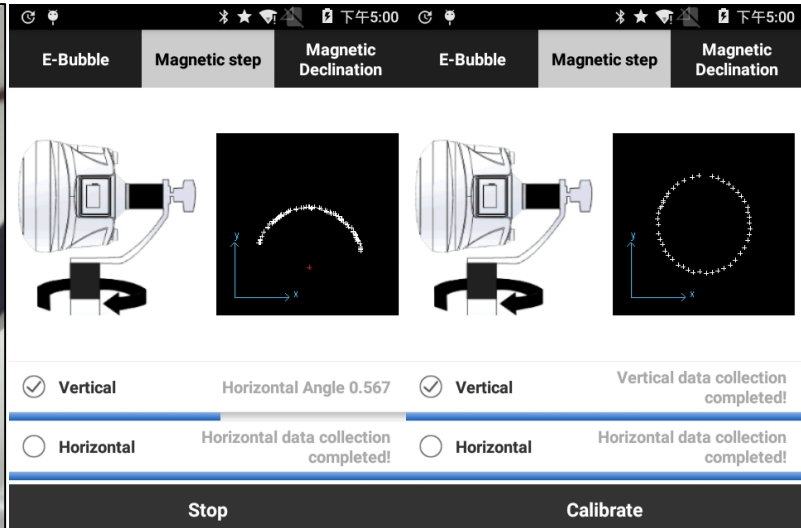 下午5:00
E-Bubble
Magnetic step
Magnetic
Declination
y
x
Vertical
Horizontal Angle 0.567
Horizontal
Horizontal data collection
completed!
Stop
下午5:00
E-Bubble
Magnetic step
Magnetic
Declination
y
x
Vertical
Vertical data collection
completed!
Horizontal
Horizontal data collection
completed!
Calibrate